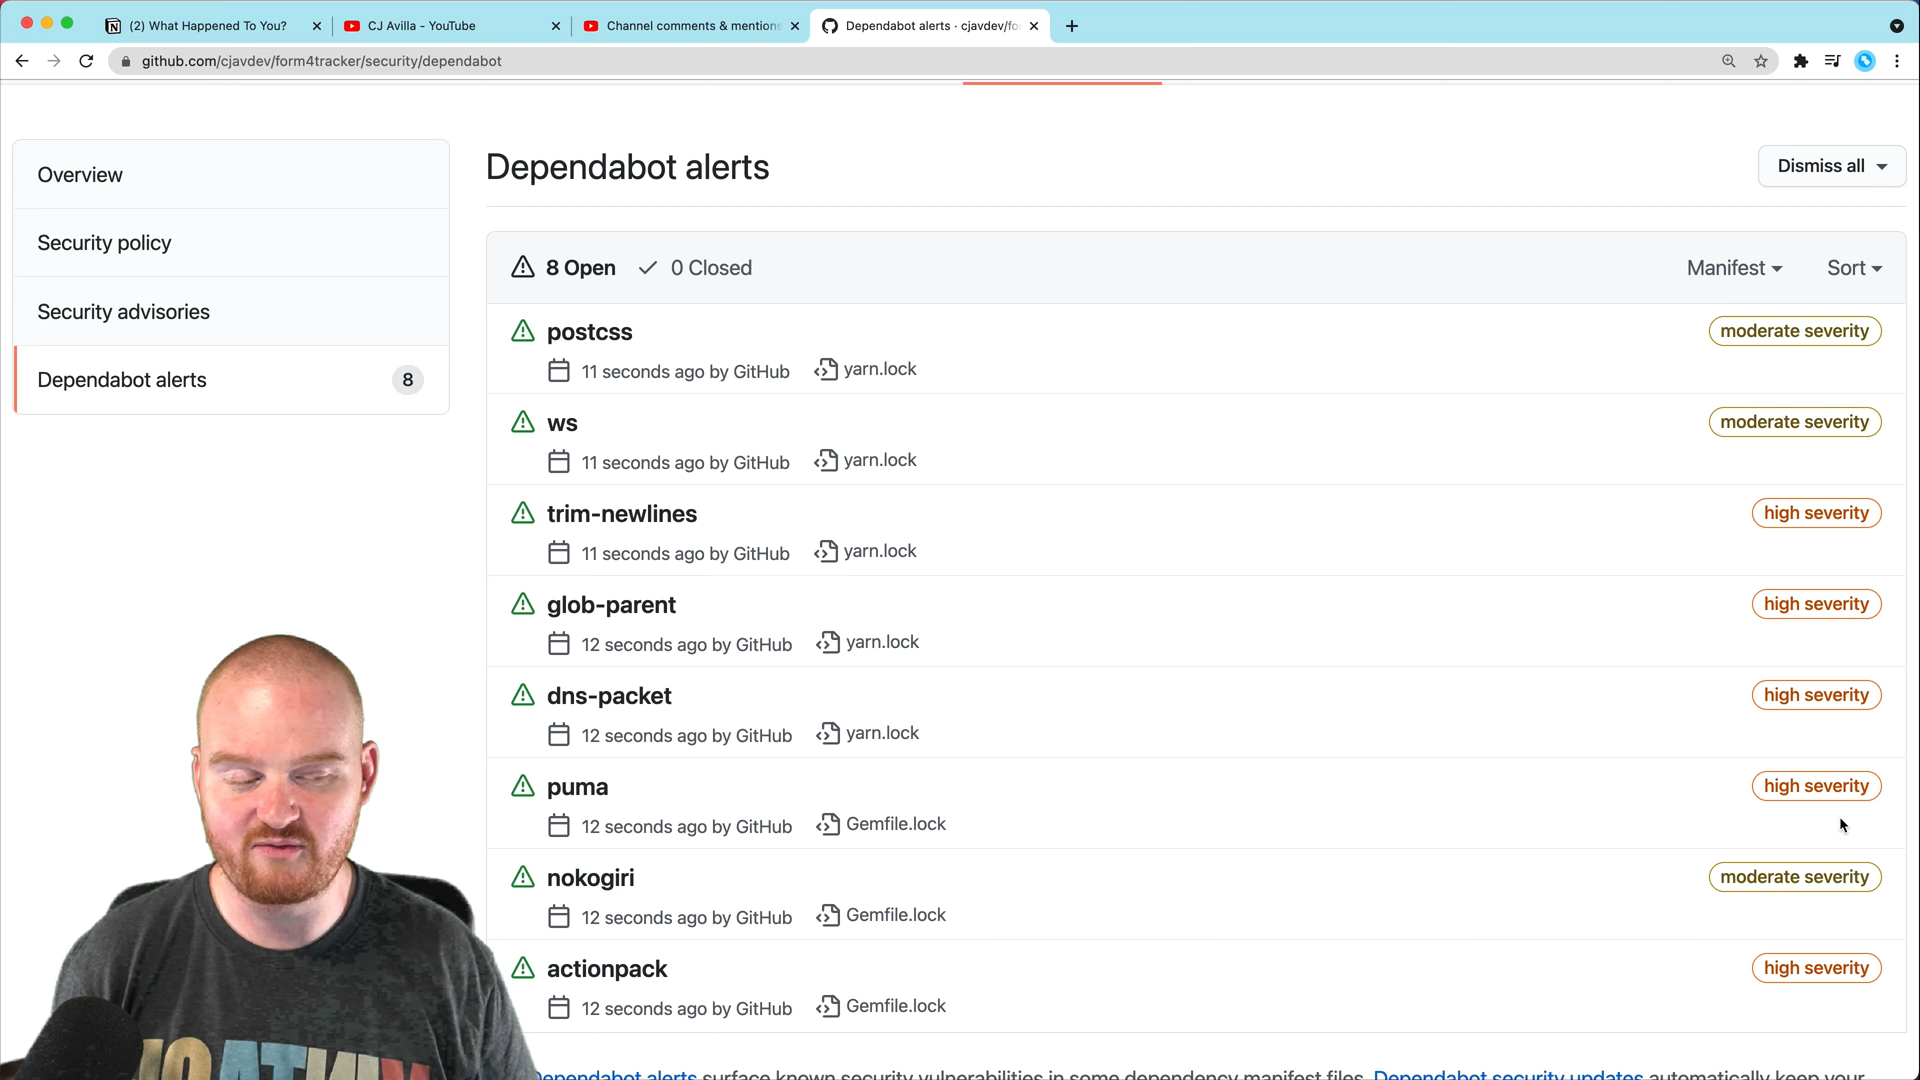 (2) What Happened To You?
CJ Avilla - YouTube
Channel comments & mentions
Dependabot alerts · cjavdev/fo
github.com/cjavdev/form4tracker/security/dependabot
Overview
Security policy
Security advisories
Dependabot alerts 8
Dependabot alerts
Dismiss all
8 Open 0 Closed Manifest Sort
postcss moderate severity
11 seconds ago by GitHub yarn.lock
ws moderate severity
11 seconds ago by GitHub yarn.lock
trim-newlines high severity
11 seconds ago by GitHub yarn.lock
glob-parent high severity
12 seconds ago by GitHub yarn.lock
dns-packet high severity
12 seconds ago by GitHub yarn.lock
puma high severity
12 seconds ago by GitHub Gemfile.lock
nokogiri moderate severity
12 seconds ago by GitHub Gemfile.lock
actionpack high severity
12 seconds ago by GitHub Gemfile.lock
Dependabot alerts surface known security vulnerabilities in some dependency manifest files. Dependabot security updates automatically keep your